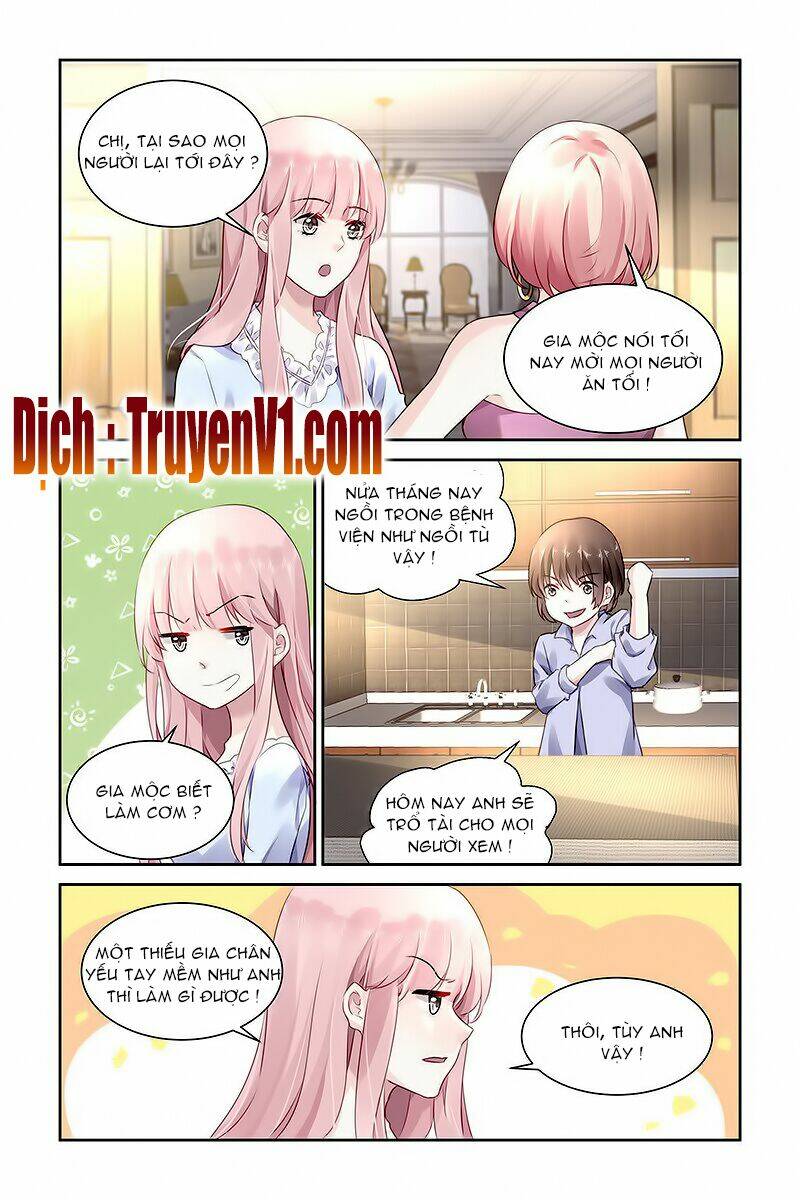 CHỊ, TẠI SAO MỌI
NGƯỜI LẠI TỚI ĐÂY ?
GIA MỘC NÓI TỐI
NAY MỜI MỌI NGƯỜI
ĂN TỐI !
Dịch : TruyenV1.com
NỬA THÁNG NAY
NGỒI TRONG BỆNH
VIỆN NHƯ NGỒI TÙ
VẬY !
GIA MỘC BIẾT
LÀM CƠM ?
HÔM NAY ANH SẼ
TRỔ TÀI CHO MỌI
NGƯỜI XEM !
MỘT THIẾU GIA CHÂN
YẾU TAY MỀM NHƯ ANH
THÌ LÀM GÌ ĐƯỢC !
THÔI, TÙY ANH
VẬY !